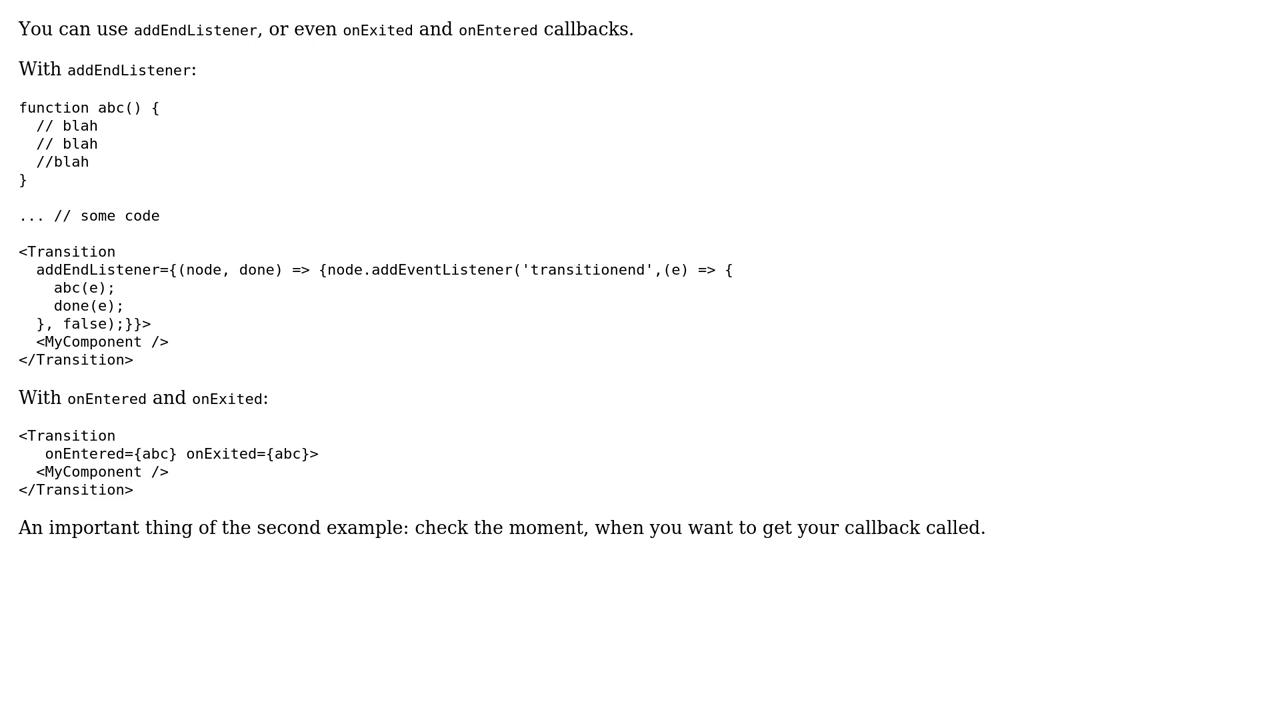 You can use addEndListener, or even onExited and onEntered callbacks.
With addEndListener:
function abc() {
  // blah
  // blah
  //blah
}
... // some code
<Transition
  addEndListener={(node, done) => {node.addEventListener('transitionend',(e) => {
    abc(e);
    done(e);
  }, false);}}>
  <MyComponent />
</Transition>
With onEntered and onExited:
<Transition
   onEntered={abc} onExited={abc}>
  <MyComponent />
</Transition>
An important thing of the second example: check the moment, when you want to get your callback called.